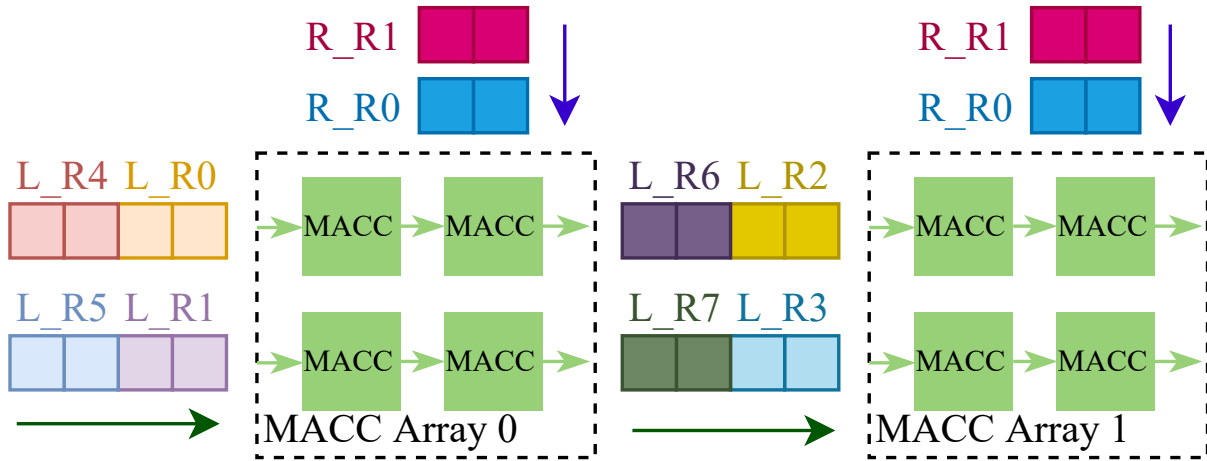 R_R1
R_R0
L_R4 L_R0
MACC MACC
L_R5 L_R1
MACC MACC
MACC Array 0
R_R1
R_R0
L_R6 L_R2
MACC MACC
L_R7 L_R3
MACC MACC
MACC Array 1